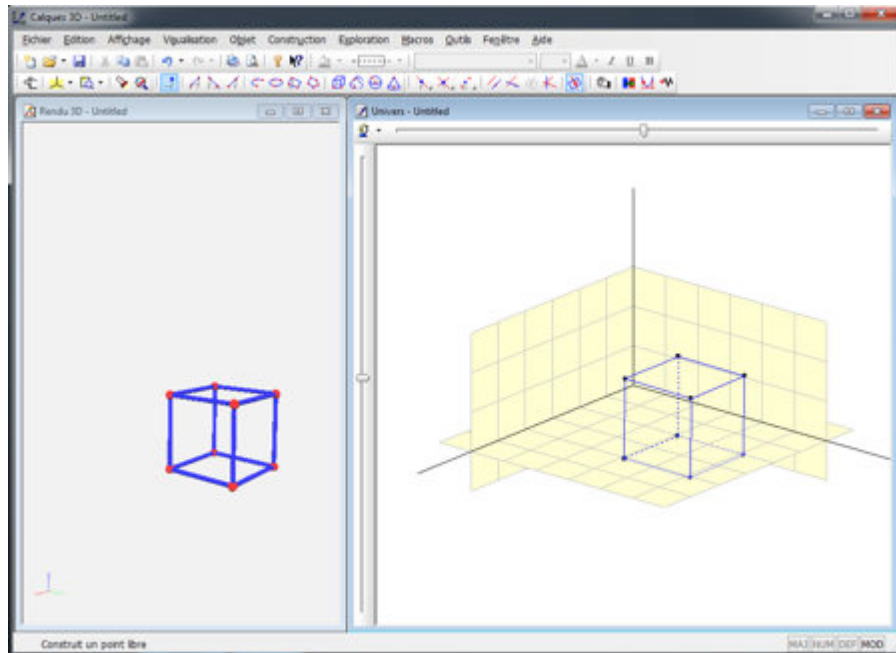 Calques 3D - Untitled
Fichier Edition Affichage Visualisation Objet Construction Exploration Macros Outils Fenêtre Aide
Rendu 3D - Untitled
Univers - Untitled
Construit un point libre
MAJ NUM DEF MOD